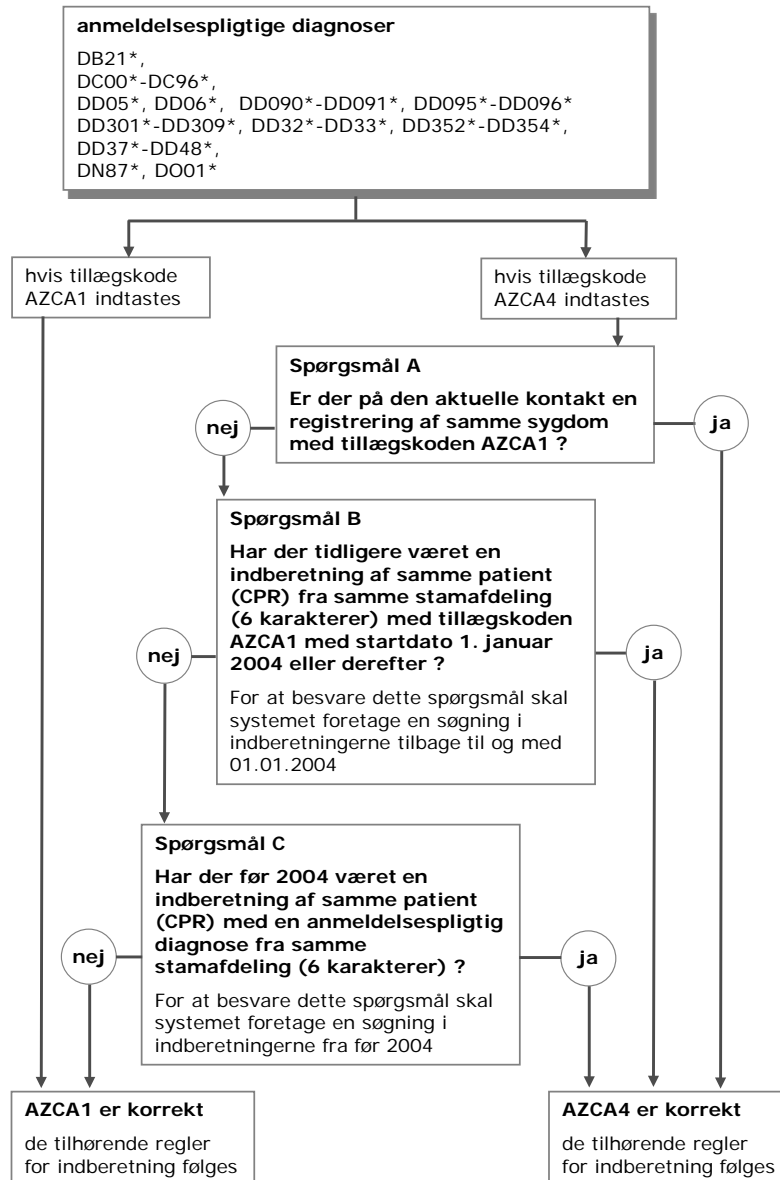 anmeldelsespligtige diagnoser
DB21*,
DC00*-DC96*,
DD05*, DD06*, DD090*-DD091*, DD095*-DD096*
DD301*-DD309*, DD32*-DD33*, DD352*-DD354*,
DD37*-DD48*,
DN87*, DO01*
hvis tillægskode
AZCA1 indtastes
hvis tillægskode
AZCA4 indtastes
Spørgsmål A
Er der på den aktuelle kontakt en
registrering af samme sygdom
med tillægskoden AZCA1 ?
nej
ja
Spørgsmål B
Har der tidligere været en
indberetning af samme patient
(CPR) fra samme stamafdeling
(6 karakterer) med tillægskoden
AZCA1 med startdato 1. januar
2004 eller derefter ?
nej
ja
For at besvare dette spørgsmål skal
systemet foretage en søgning i
indberetningerne tilbage til og med
01.01.2004
Spørgsmål C
Har der før 2004 været en
indberetning af samme patient
(CPR) med en anmeldelsespligtig
diagnose fra samme
stamafdeling (6 karakterer) ?
nej
ja
For at besvare dette spørgsmål skal
systemet foretage en søgning i
indberetningerne fra før 2004
AZCA1 er korrekt
de tilhørende regler
for indberetning følges
AZCA4 er korrekt
de tilhørende regler
for indberetning følges